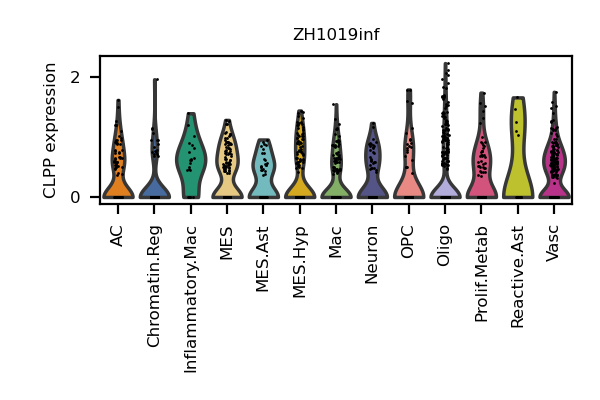 ZH1019inf
CLPP expression
2
0
AC
Chromatin.Reg
Inflammatory.Mac
MES
MES.Ast
MES.Hyp
Mac
Neuron
OPC
Oligo
Prolif.Metab
Reactive.Ast
Vasc